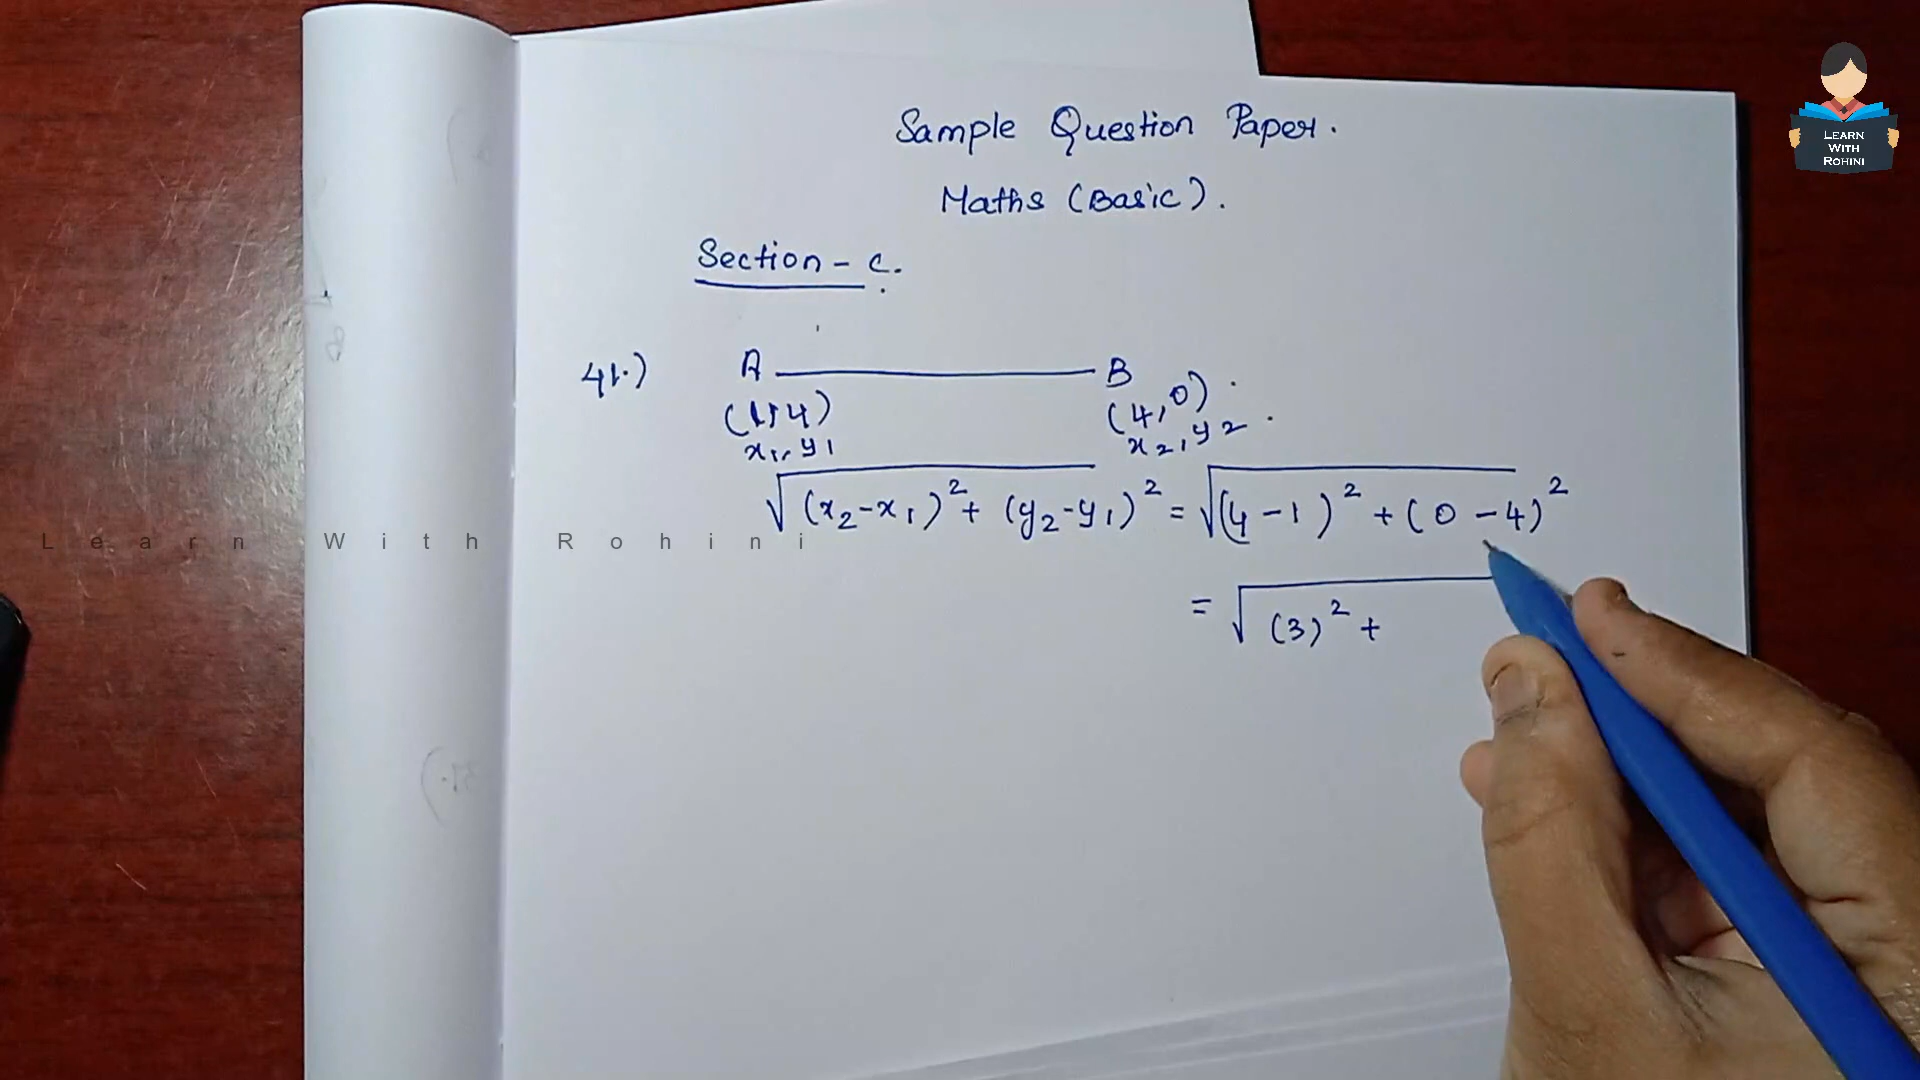 Sample Question Paper.
Maths (Basic).
Section - C.
41.) A B
(1,4) (4,0)
x1, y1 x2, y2
√(x2-x1)² + (y2-y1)² = √(4-1)² + (0-4)²
= √(3)² +
Learn With Rohini
LEARN
WITH
ROHINI